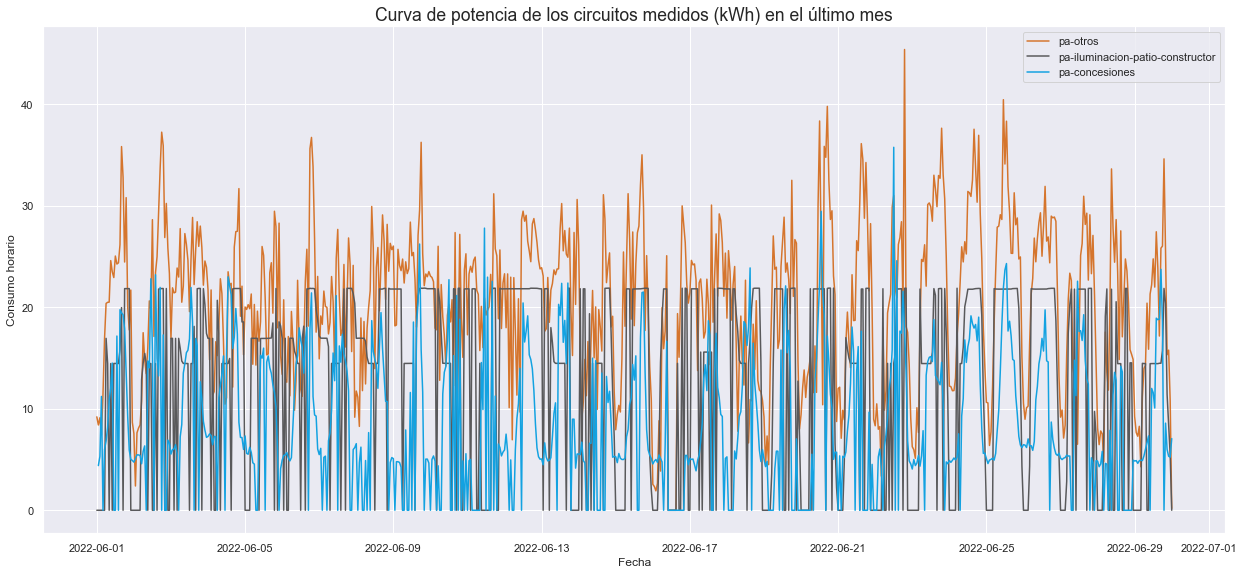 Curva de potencia de los circuitos medidos (kWh) en el último mes
pa-otros
pa-iluminacion-patio-constructor
pa-concesiones
Consumo horario
40
30
20
10
0
2022-06-01
2022-06-05
2022-06-09
2022-06-13
2022-06-17
2022-06-21
2022-06-25
2022-06-29
2022-07-01
Fecha